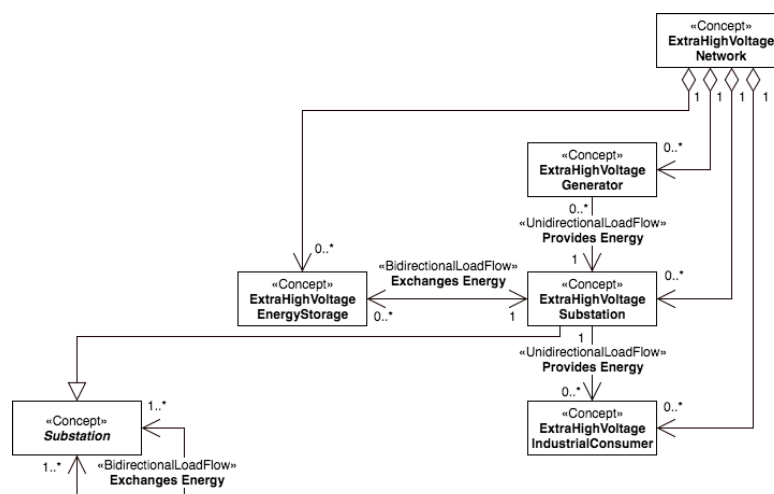 «Concept»
ExtraHighVoltage
Network
1
1
1
1
0..*
«Concept»
ExtraHighVoltage
Generator
0..*
«UnidirectionalLoadFlow»
Provides Energy
1
0..*
«BidirectionalLoadFlow»
Exchanges Energy
0..*
«Concept»
ExtraHighVoltage
EnergyStorage
0..*
1
«Concept»
ExtraHighVoltage
Substation
1
«UnidirectionalLoadFlow»
Provides Energy
0..*
0..*
«Concept»
ExtraHighVoltage
IndustrialConsumer
«Concept»
Substation
1..*
1..*
«BidirectionalLoadFlow»
Exchanges Energy